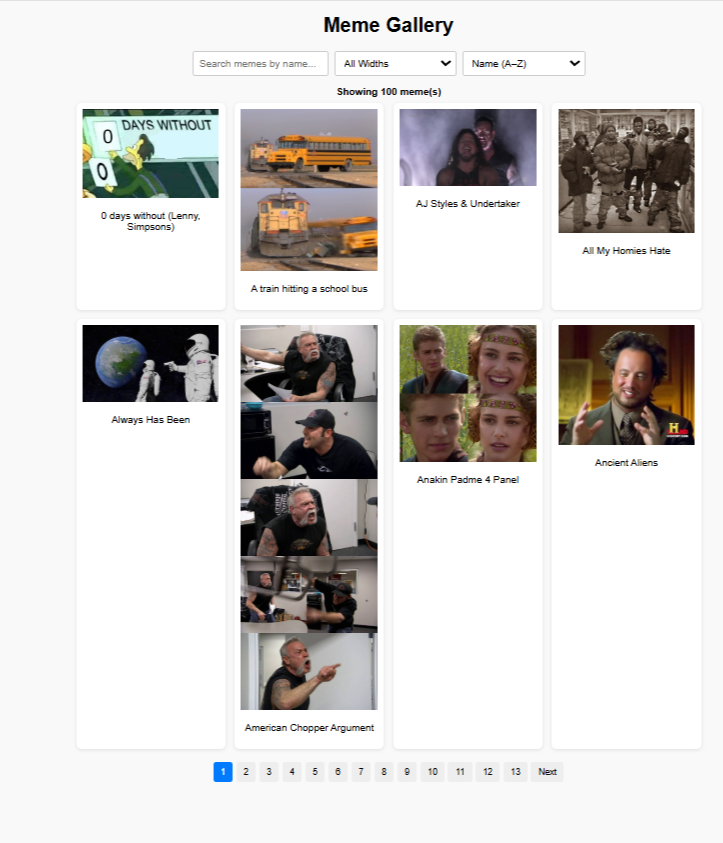 Meme Gallery
Search memes by name...
All Widths
Name (A–Z)
Showing 100 meme(s)
0
DAYS WITHOUT
0
0 days without (Lenny,
Simpsons)
A train hitting a school bus
AJ Styles & Undertaker
All My Homies Hate
Always Has Been
American Chopper Argument
Anakin Padme 4 Panel
H
Ancient Aliens
1 2 3 4 5 6 7 8 9 10 11 12 13 Next